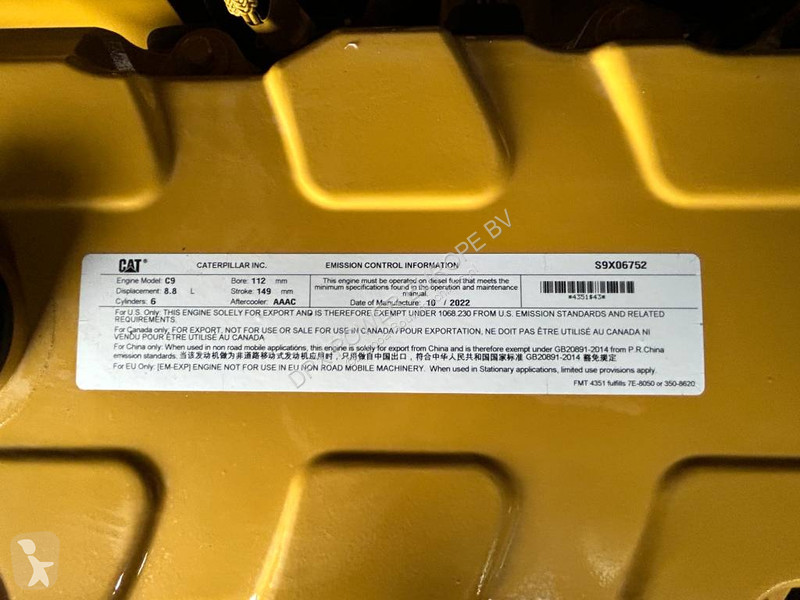 CAT® CATERPILLAR INC. EMISSION CONTROL INFORMATION S9X06752
Engine Model: C9 Bore: 112 mm This engine must be operated on diesel fuel that meets the
Displacement: 8.8 L Stroke: 149 mm minimum specifications found in the operation and maintenance
manual.
Cylinders: 6 Aftercooler: AAAC Date of Manufacture: 10 / 2022
*4351$43*
For U.S. Only: THIS ENGINE SOLELY FOR EXPORT AND IS THEREFORE EXEMPT UNDER 1068.230 FROM U.S. EMISSION STANDARDS AND RELATED
REQUIREMENTS.
For Canada only: FOR EXPORT, NOT FOR USE OR SALE FOR USE IN CANADA / POUR EXPORTATION, NE DOIT PAS ÊTRE UTILISÉ AU CANADA NI
VENDU POUR ÊTRE UTILISÉ AU CANADA
For China only: When used in non road mobile applications, this engine is solely for export from China and is therefore exempt under GB20891-2014 from P.R.China
exemption standards. 当该发动机做为非道路移动式发动机应用时,只用做自中国出口,符合中华人民共和国国家标准 GB20891-2014 豁免规定
For EU Only: [EM-EXP] ENGINE NOT FOR USE IN EU NON ROAD MOBILE MACHINERY. When used in Stationary applications, limited use provisions apply.
FMT 4351 fulfills 7E-8050 or 350-8620
DPX POWER EUROPE BV